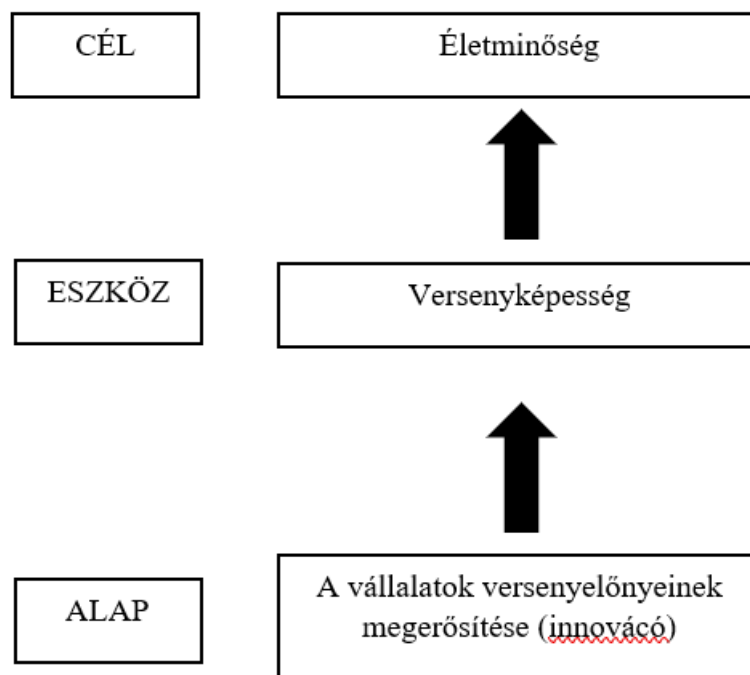 CÉL
Életminőség
ESZKÖZ
Versenyképesség
ALAP
A vállalatok versenyelőnyeinek
megerősítése (innovácó)